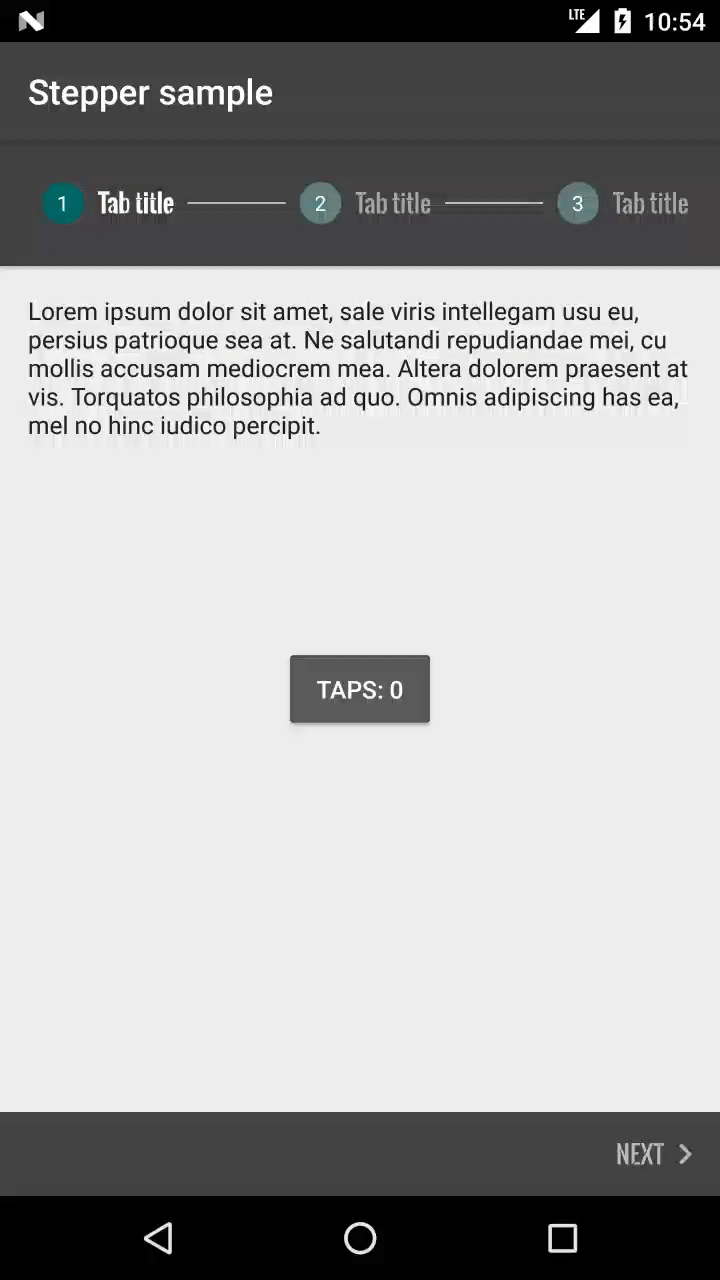 LTE 10:54
Stepper sample
1 Tab title 2 Tab title 3 Tab title
Lorem ipsum dolor sit amet, sale viris intellegam usu eu,
persius patrioque sea at. Ne salutandi repudiandae mei, cu
mollis accusam mediocrem mea. Altera dolorem praesent at
vis. Torquatos philosophia ad quo. Omnis adipiscing has ea,
mel no hinc iudico percipit.
TAPS: 0
NEXT